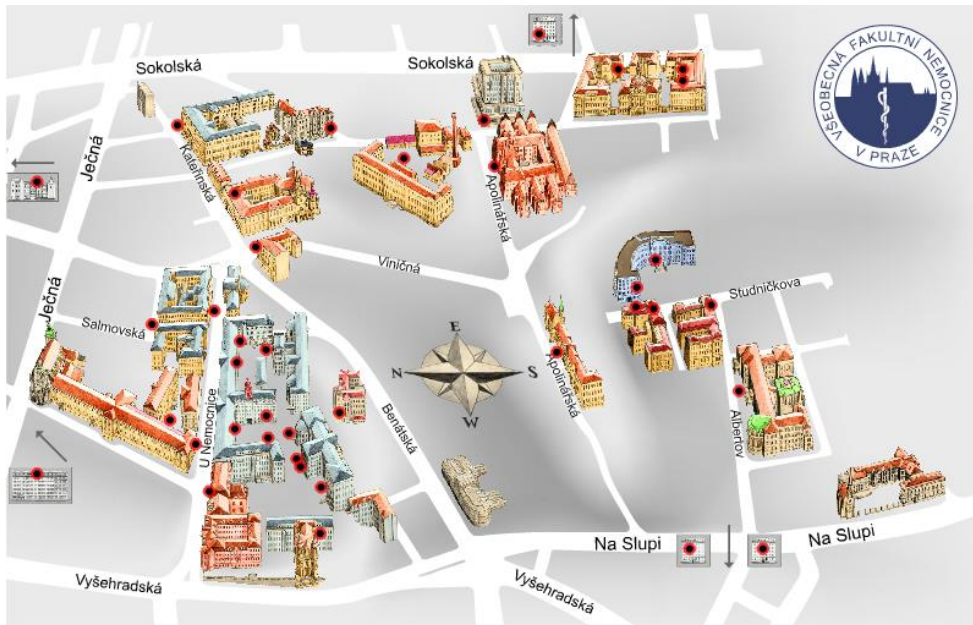 Sokolská
Sokolská
VŠEOBECNÁ FAKULTNÍ NEMOCNICE
V PRAZE
Ječná
Kateřinská
Apolinářská
Viničná
Studničkova
Ječná
Salmovská
E
N
S
W
U Nemocnice
Benátská
Apolinářská
Albertov
Na Slupi
Na Slupi
Vyšehradská
Vyšehradská